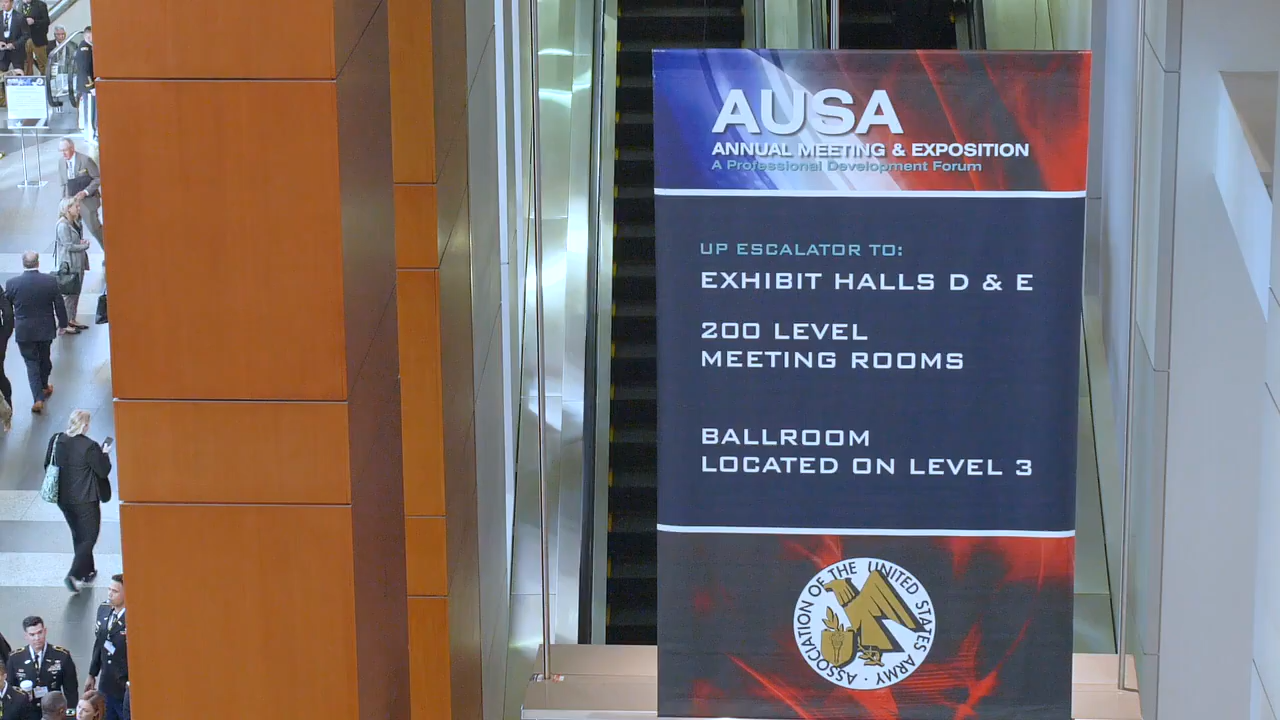 AUSA
ANNUAL MEETING & EXPOSITION
A Professional Development Forum
UP ESCALATOR TO:
EXHIBIT HALLS D & E
200 LEVEL
MEETING ROOMS
BALLROOM
LOCATED ON LEVEL 3
ASSOCIATION OF THE UNITED STATES ARMY